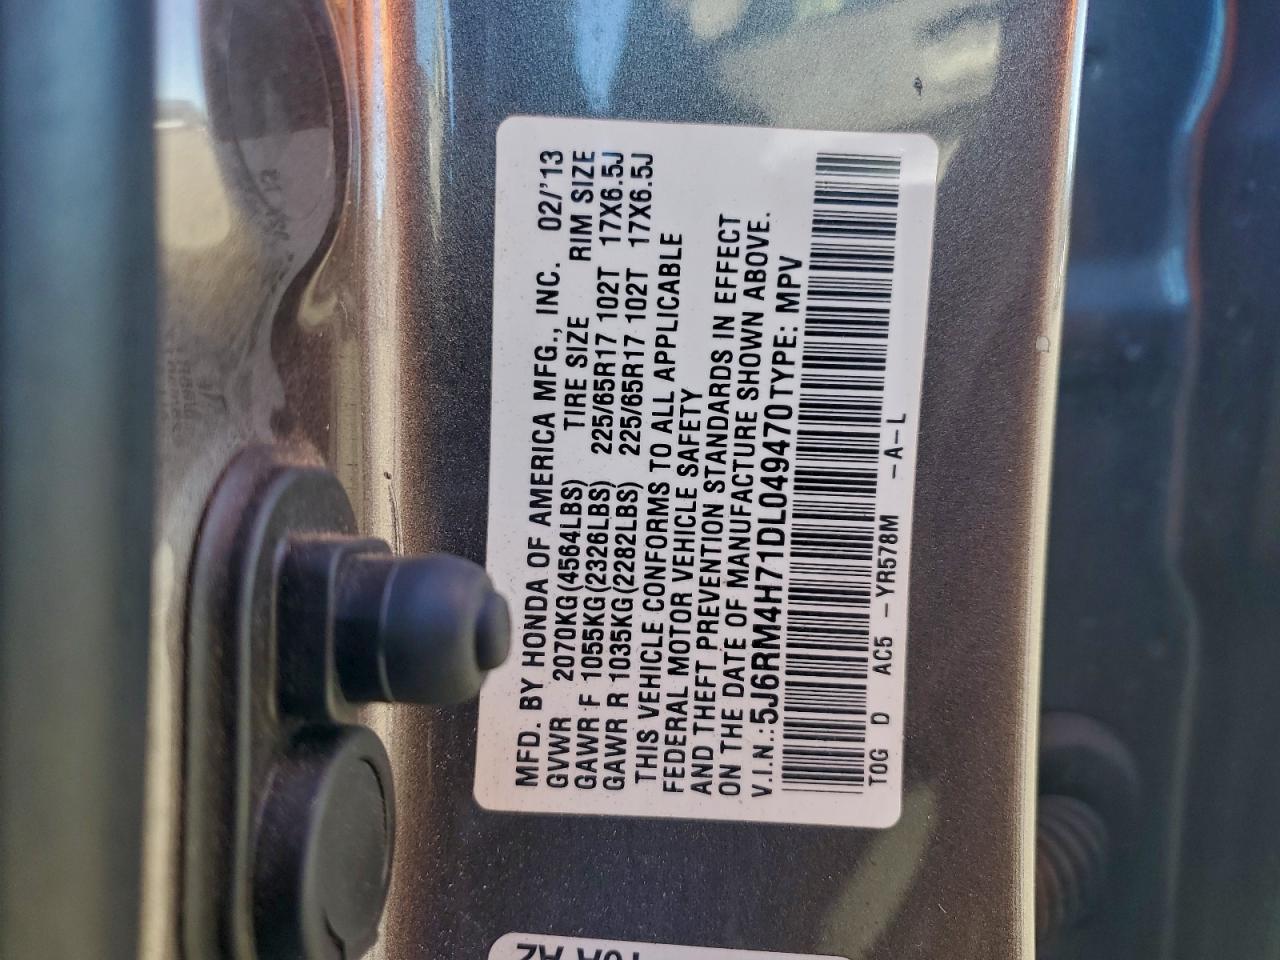 MFD. BY HONDA OF AMERICA MFG., INC. 02/'13
GVWR 2070KG(4564LBS) TIRE SIZE RIM SIZE
GAWR F 1055KG(2326LBS) 225/65R17 102T 17X6.5J
GAWR R 1035KG(2282LBS) 225/65R17 102T 17X6.5J
THIS VEHICLE CONFORMS TO ALL APPLICABLE
FEDERAL MOTOR VEHICLE SAFETY
AND THEFT PREVENTION STANDARDS IN EFFECT
ON THE DATE OF MANUFACTURE SHOWN ABOVE.
V.I.N.:5J6RM4H71DL049470 TYPE: MPV
TOG D AC5 -YR578M -A-L